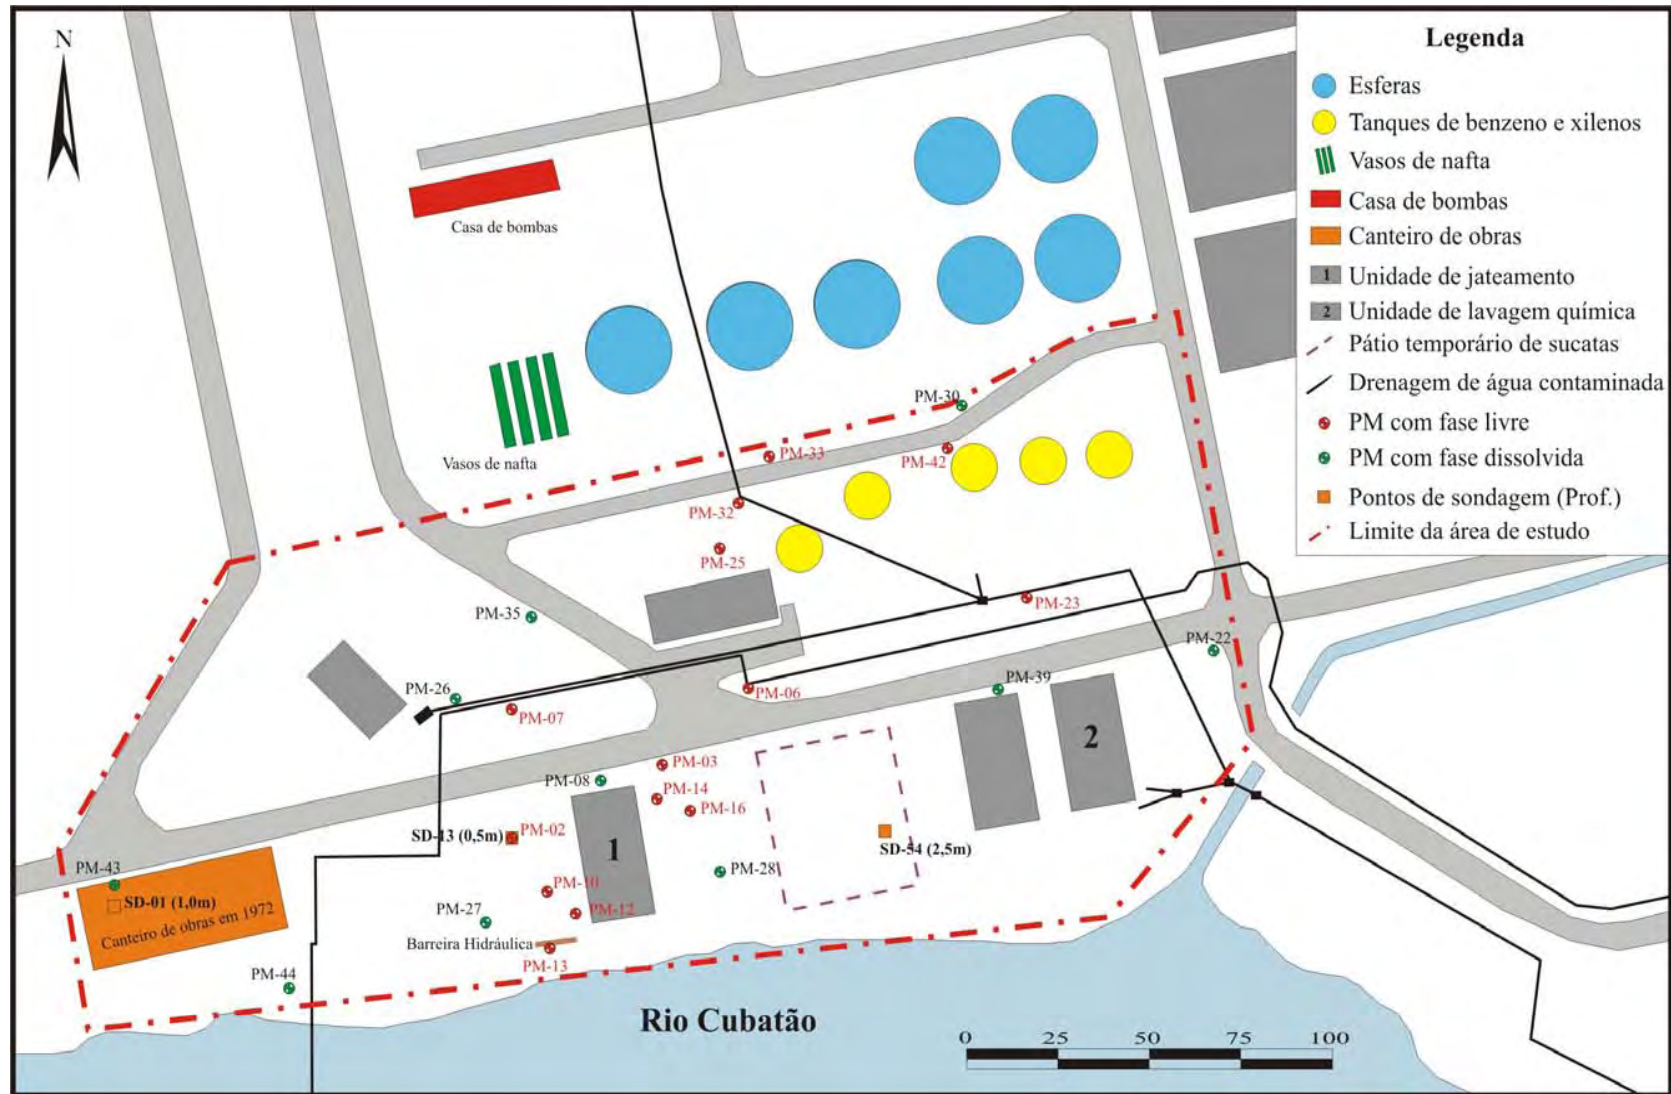 N
Legenda
Esferas
Tanques de benzeno e xilenos
Vasos de nafta
Casa de bombas
Canteiro de obras
1 Unidade de jateamento
2 Unidade de lavagem química
Pátio temporário de sucatas
Drenagem de água contaminada
PM com fase livre
PM com fase dissolvida
Pontos de sondagem (Prof.)
Limite da área de estudo
Casa de bombas
Vasos de nafta
PM-30
PM-33
PM-42
PM-32
PM-25
PM-23
PM-35
PM-22
PM-26
PM-06
PM-39
PM-07
2
PM-03
PM-08
PM-14
PM-16
SD-13 (0,5m)
PM-02
1
SD-54 (2,5m)
PM-43
PM-28
PM-10
SD-01 (1,0m)
Canteiro de obras em 1972
PM-27
PM-12
Barreira Hidráulica
PM-13
PM-44
Rio Cubatão
0 25 50 75 100